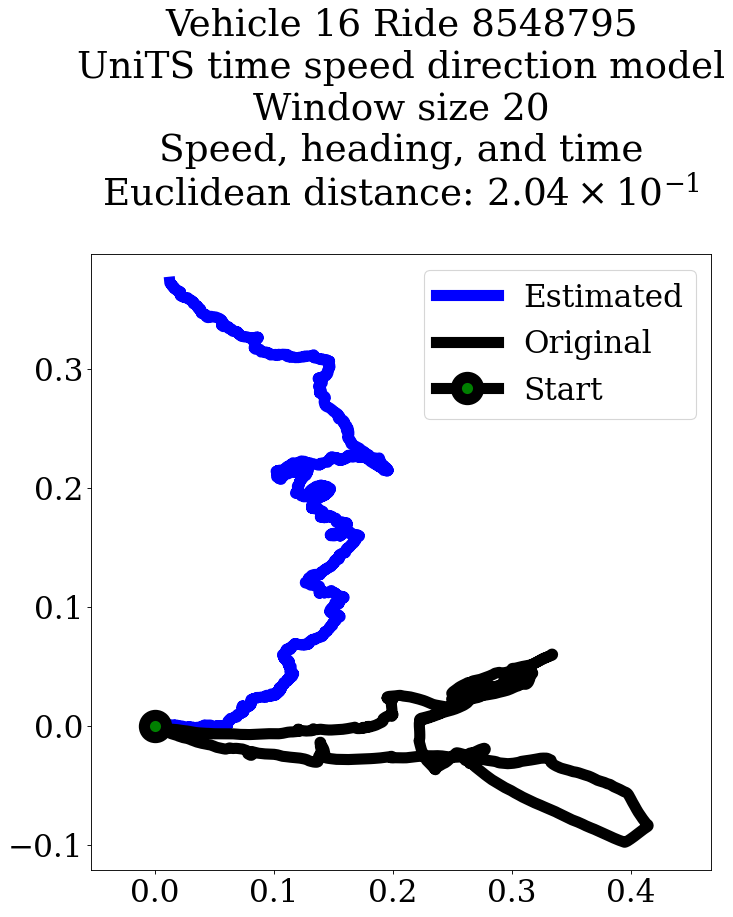 Vehicle 16 Ride 8548795
UniTS time speed direction model
Window size 20
Speed, heading, and time
Euclidean distance: 2.04 × 10⁻¹
Estimated
Original
Start
0.3
0.2
0.1
0.0
−0.1
0.0 0.1 0.2 0.3 0.4